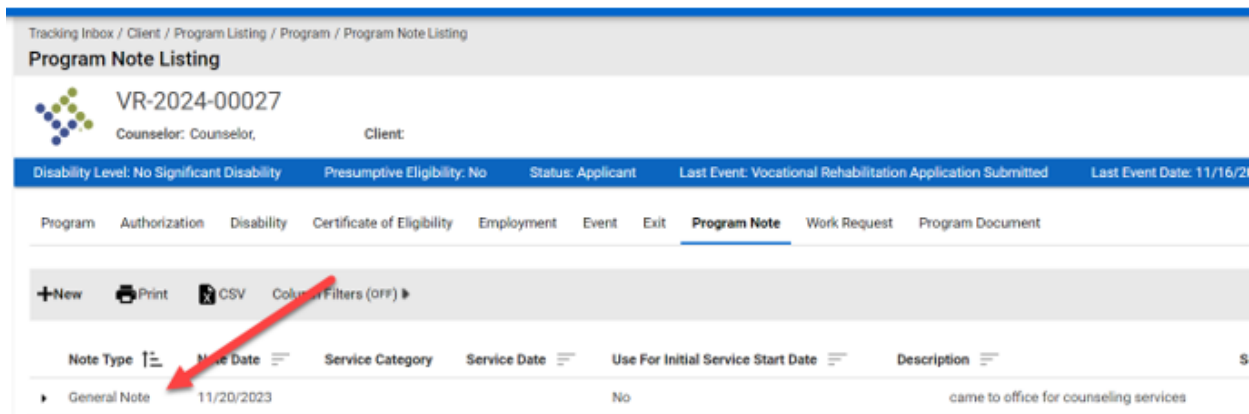 Tracking Inbox / Client / Program Listing / Program / Program Note Listing
Program Note Listing
VR-2024-00027
Counselor: Counselor, Client:
Disability Level: No Significant Disability Presumptive Eligibility: No Status: Applicant Last Event: Vocational Rehabilitation Application Submitted Last Event Date: 11/16/20
Program Authorization Disability Certificate of Eligibility Employment Event Exit Program Note Work Request Program Document
+New Print CSV Filters (OFF)
Note Type Date Service Category Service Date Use For Initial Service Start Date Description S
General Note 11/20/2023 No came to office for counseling services